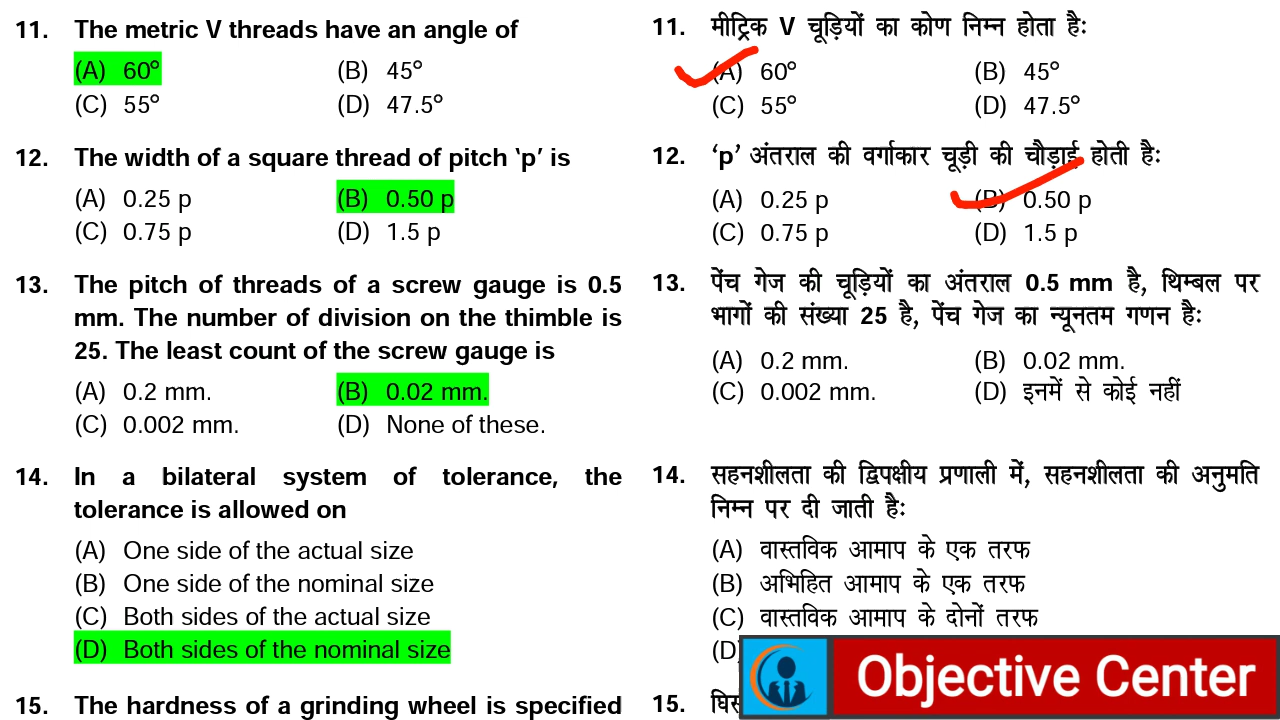 11. The metric V threads have an angle of
(A) 60° (B) 45°
(C) 55° (D) 47.5°
12. The width of a square thread of pitch ‘p’ is
(A) 0.25 p (B) 0.50 p
(C) 0.75 p (D) 1.5 p
13. The pitch of threads of a screw gauge is 0.5
mm. The number of division on the thimble is
25. The least count of the screw gauge is
(A) 0.2 mm. (B) 0.02 mm.
(C) 0.002 mm. (D) None of these.
14. In a bilateral system of tolerance, the
tolerance is allowed on
(A) One side of the actual size
(B) One side of the nominal size
(C) Both sides of the actual size
(D) Both sides of the nominal size
15. The hardness of a grinding wheel is specified
11. मीट्रिक V चूड़ियों का कोण निम्न होता हैः
(A) 60° (B) 45°
(C) 55° (D) 47.5°
12. ‘p’ अंतराल की वर्गाकार चूड़ी की चौड़ाई होती हैः
(A) 0.25 p (B) 0.50 p
(C) 0.75 p (D) 1.5 p
13. पेंच गेज की चूड़ियों का अंतराल 0.5 mm है, थिम्बल पर
भागों की संख्या 25 है, पेंच गेज का न्यूनतम गणन हैः
(A) 0.2 mm. (B) 0.02 mm.
(C) 0.002 mm. (D) इनमें से कोई नहीं
14. सहनशीलता की द्विपक्षीय प्रणाली में, सहनशीलता की अनुमति
निम्न पर दी जाती हैः
(A) वास्तविक आमाप के एक तरफ
(B) अभिहित आमाप के एक तरफ
(C) वास्तविक आमाप के दोनों तरफ
(D)
15.
Objective Center